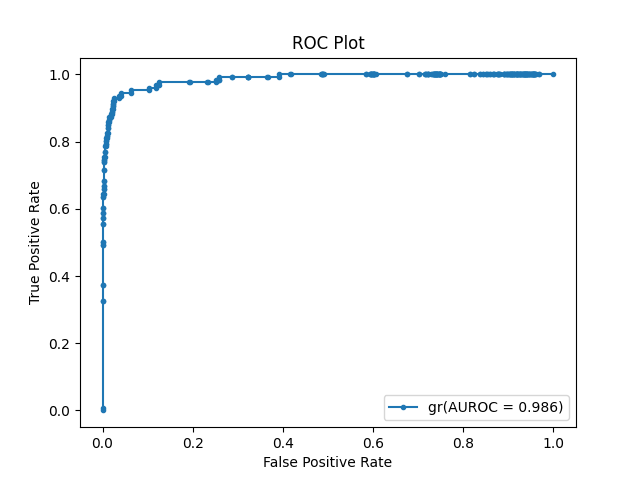 ROC Plot
True Positive Rate
1.0
0.8
0.6
0.4
0.2
0.0
gr(AUROC = 0.986)
0.0 0.2 0.4 0.6 0.8 1.0
False Positive Rate